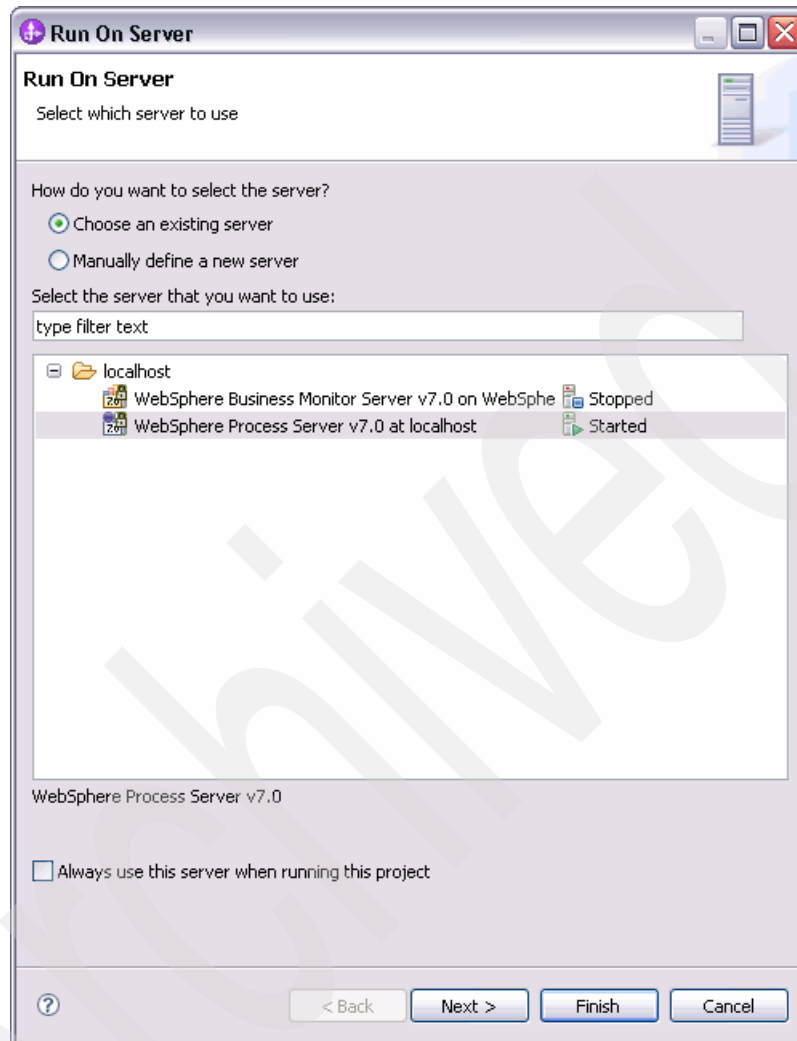 Run On Server
Run On Server
Select which server to use
How do you want to select the server?
Choose an existing server
Manually define a new server
Select the server that you want to use:
type filter text
localhost
WebSphere Business Monitor Server v7.0 on WebSphe Stopped
WebSphere Process Server v7.0 at localhost Started
WebSphere Process Server v7.0
Always use this server when running this project
< Back Next > Finish Cancel